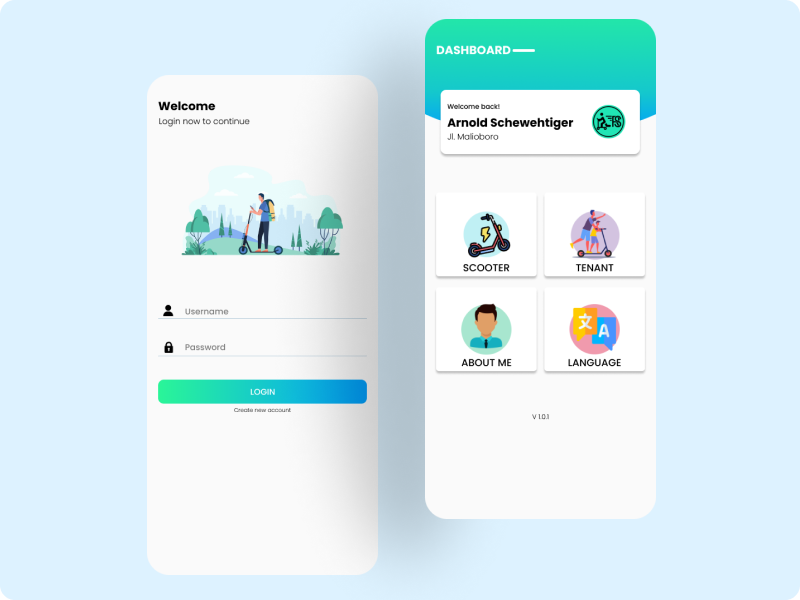 Welcome
Login now to continue
Username
Password
LOGIN
Create new account
DASHBOARD
Welcome back!
Arnold Schewehtiger
Jl. Malioboro
SCOOTER
TENANT
文
A
ABOUT ME
LANGUAGE
V 1.0.1